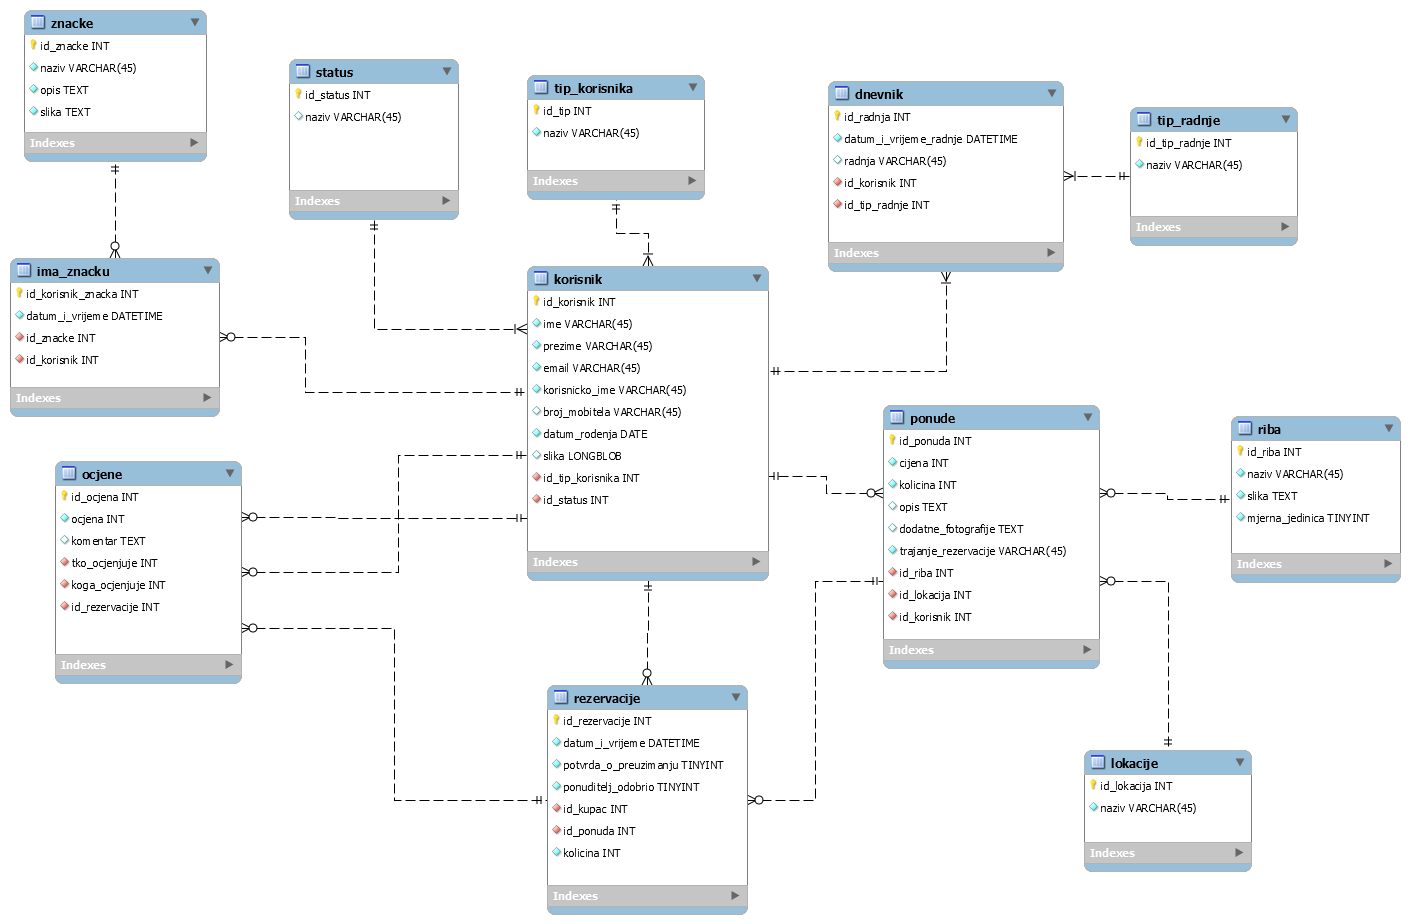 znacke
id_znacke INT
naziv VARCHAR(45)
opis TEXT
slika TEXT
Indexes
status
id_status INT
naziv VARCHAR(45)
Indexes
tip_korisnika
id_tip INT
naziv VARCHAR(45)
Indexes
dnevnik
id_radnja INT
datum_i_vrijeme_radnje DATETIME
radnja VARCHAR(45)
id_korisnik INT
id_tip_radnje INT
Indexes
tip_radnje
id_tip_radnje INT
naziv VARCHAR(45)
Indexes
ima_znacku
id_korisnik_znacka INT
datum_i_vrijeme DATETIME
id_znacke INT
id_korisnik INT
Indexes
korisnik
id_korisnik INT
ime VARCHAR(45)
prezime VARCHAR(45)
email VARCHAR(45)
korisnicko_ime VARCHAR(45)
broj_mobitela VARCHAR(45)
datum_rodenja DATE
slika LONGBLOB
id_tip_korisnika INT
id_status INT
Indexes
ponude
id_ponuda INT
cijena INT
kolicina INT
opis TEXT
dodatne_fotografije TEXT
trajanje_rezervacije VARCHAR(45)
id_riba INT
id_lokacija INT
id_korisnik INT
Indexes
riba
id_riba INT
naziv VARCHAR(45)
slika TEXT
mjerna_jedinica TINYINT
Indexes
ocjene
id_ocjena INT
ocjena INT
komentar TEXT
tko_ocjenjuje INT
koga_ocjenjuje INT
id_rezervacije INT
Indexes
rezervacije
id_rezervacije INT
datum_i_vrijeme DATETIME
potvrda_o_preuzimanju TINYINT
ponuditelj_odobrio TINYINT
id_kupac INT
id_ponuda INT
kolicina INT
Indexes
lokacije
id_lokacija INT
naziv VARCHAR(45)
Indexes